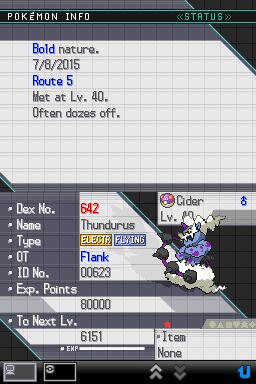 POKéMON INFO
STATUS
Bold nature.
7/8/2015
Route 5
Met at Lv. 40.
Often dozes off.
Cider ♂
Lv. 40
Dex No. 642
Name Thundurus
Type ELECTR FLYING
OT Flank
ID No. 00623
Exp. Points
80000
To Next Lv.
6151
EXP
Item
None